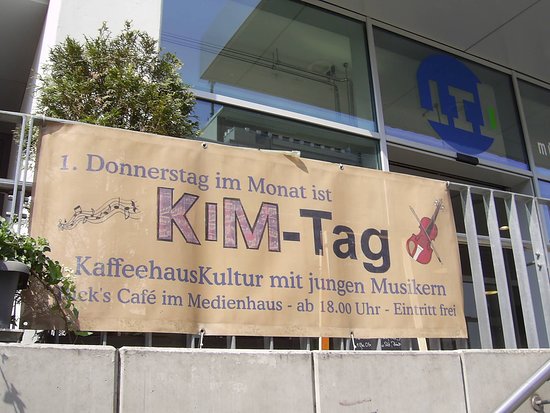 1. Donnerstag im Monat ist
KIM-Tag
KaffeehausKultur mit jungen Musikern
Café im Medienhaus - ab 18.00 Uhr - Eintritt frei